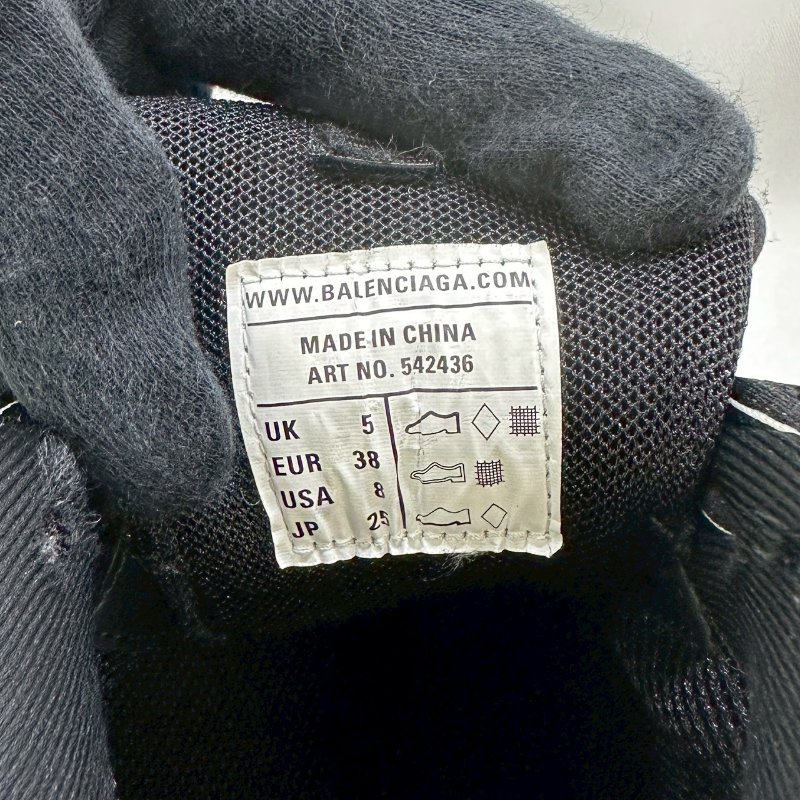 WWW.BALENCIAGA.COM
MADE IN CHINA
ART NO. 542436
UK 5
EUR 38
USA 8
JP 25